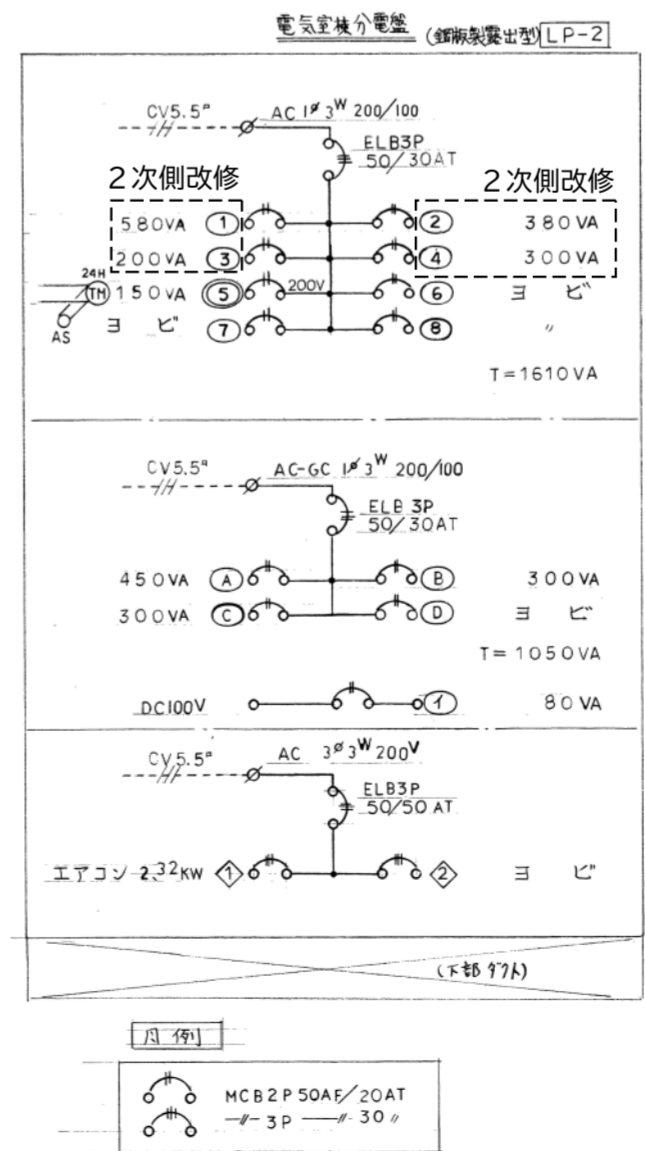 電気室棟分電盤 (鋼板製露出型) LP-2
CV5.5° AC 1φ3W 200/100
ELB3P
50/30AT
2次側改修 2次側改修
580VA 1 2 380VA
200VA 3 4 300VA
24H
TM 150VA 5 200V 6 ヨビ
AS ヨビ 7 8 〃
T=1610VA
CV5.5° AC-GC 1φ3W 200/100
ELB 3P
50/30AT
450VA A B 300VA
300VA C D ヨビ
T=1050VA
DC100V イ 80VA
CV5.5° AC 3φ3W 200V
ELB3P
50/50AT
エアコン 2.32KW 1 2 ヨビ
(下部ダクト)
凡例
MCB2P50AF/20AT
〃 3P 〃 30〃